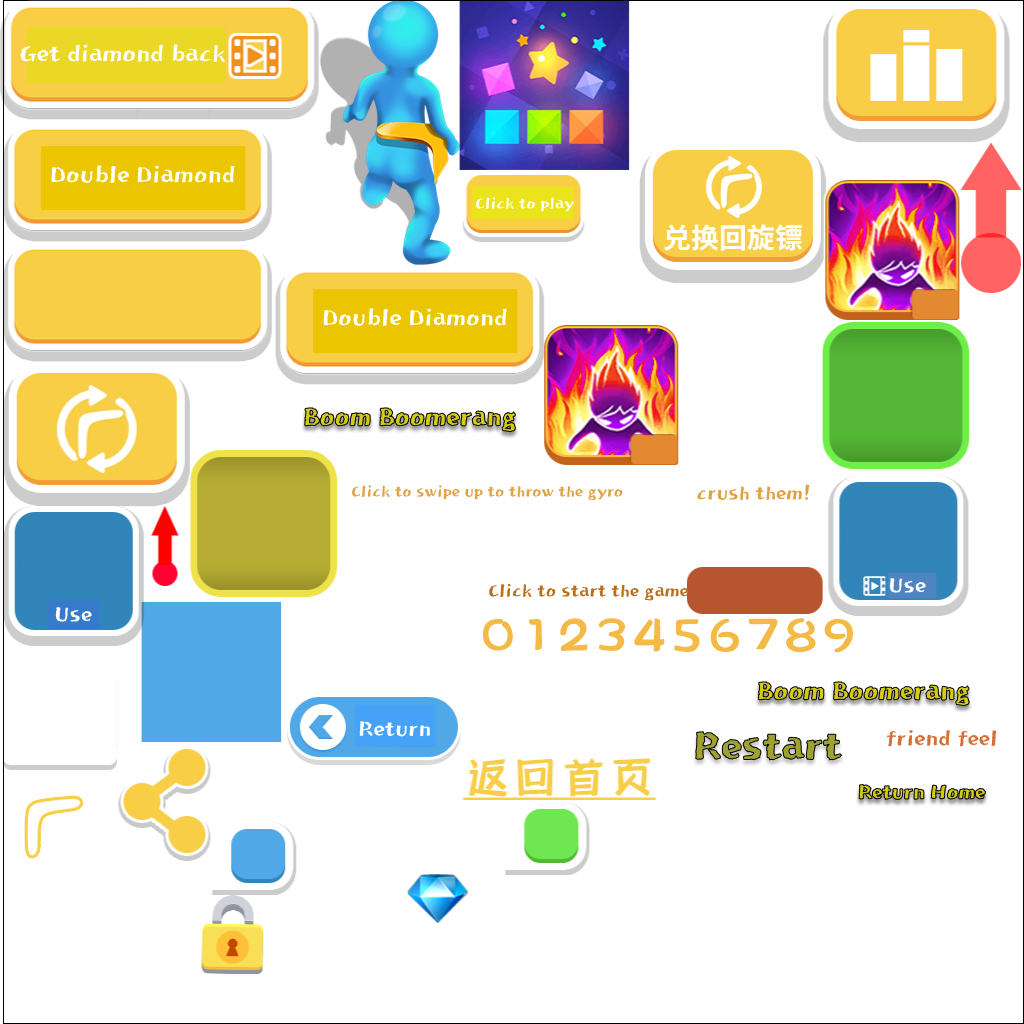 Get diamond back
Double Diamond
Click to play
兑换回旋镖
Double Diamond
Boom Boomerang
Click to swipe up to throw the gyro
crush them!
Click to start the game
Use
Use
0123456789
Boom Boomerang
Return
Restart
friend feel
返回首页
Return Home